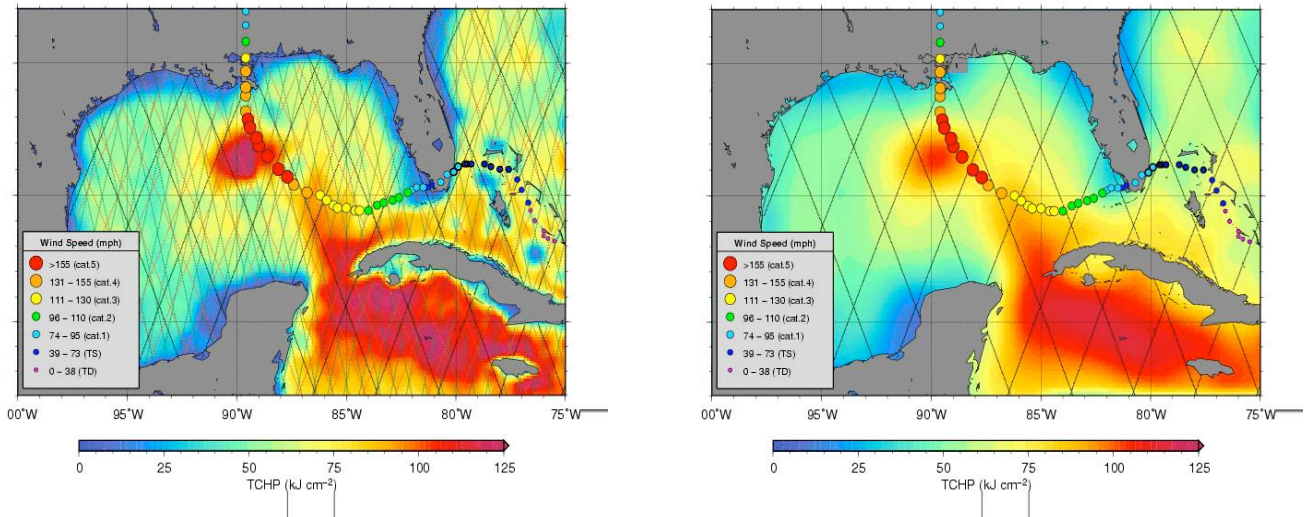 Wind Speed (mph)
>155 (cat.5)
131 – 155 (cat.4)
111 – 130 (cat.3)
96 – 110 (cat.2)
74 – 95 (cat.1)
39 – 73 (TS)
0 – 38 (TD)
00˚W 95˚W 90˚W 85˚W 80˚W 75˚W
0 25 50 75 100 125
TCHP (kJ cm⁻²)
Wind Speed (mph)
>155 (cat.5)
131 – 155 (cat.4)
111 – 130 (cat.3)
96 – 110 (cat.2)
74 – 95 (cat.1)
39 – 73 (TS)
0 – 38 (TD)
00˚W 95˚W 90˚W 85˚W 80˚W 75˚W
0 25 50 75 100 125
TCHP (kJ cm⁻²)